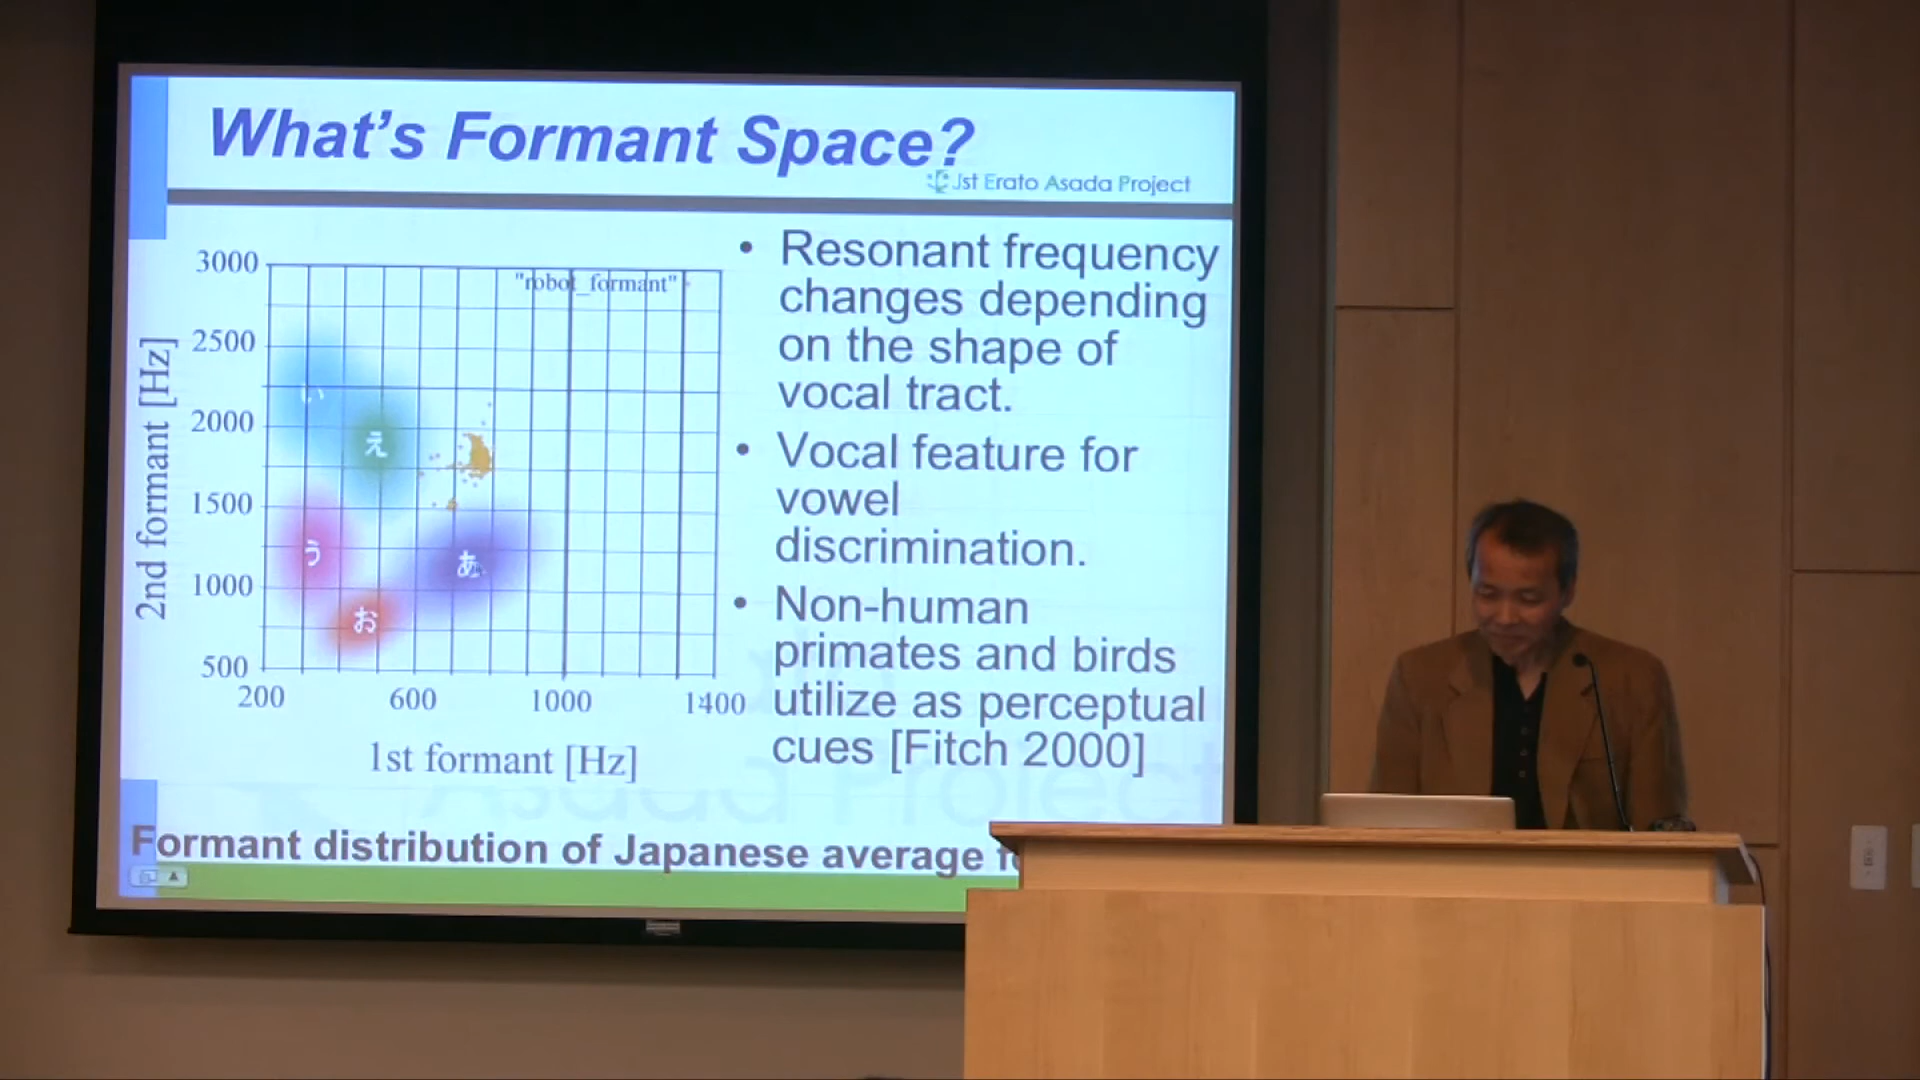 What's Formant Space?
Jst Erato Asada Project
3000
2500
2000
1500
1000
500
2nd formant [Hz]
"robot_formant"
い
え
う
あ
お
200
600
1000
1400
1st formant [Hz]
• Resonant frequency
changes depending
on the shape of
vocal tract.
• Vocal feature for
vowel
discrimination.
• Non-human
primates and birds
utilize as perceptual
cues [Fitch 2000]
Asada Project
Formant distribution of Japanese average